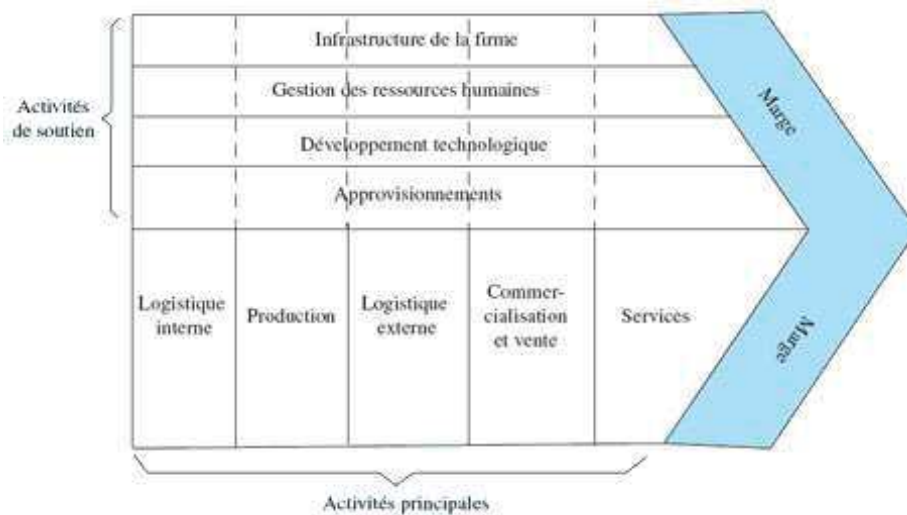 Infrastructure de la firme
Gestion des ressources humaines
Activités
de soutien
Développement technologique
Approvisionnements
Marge
Logistique
interne
Production
Logistique
externe
Commer-
cialisation
et vente
Services
Marge
Activités principales